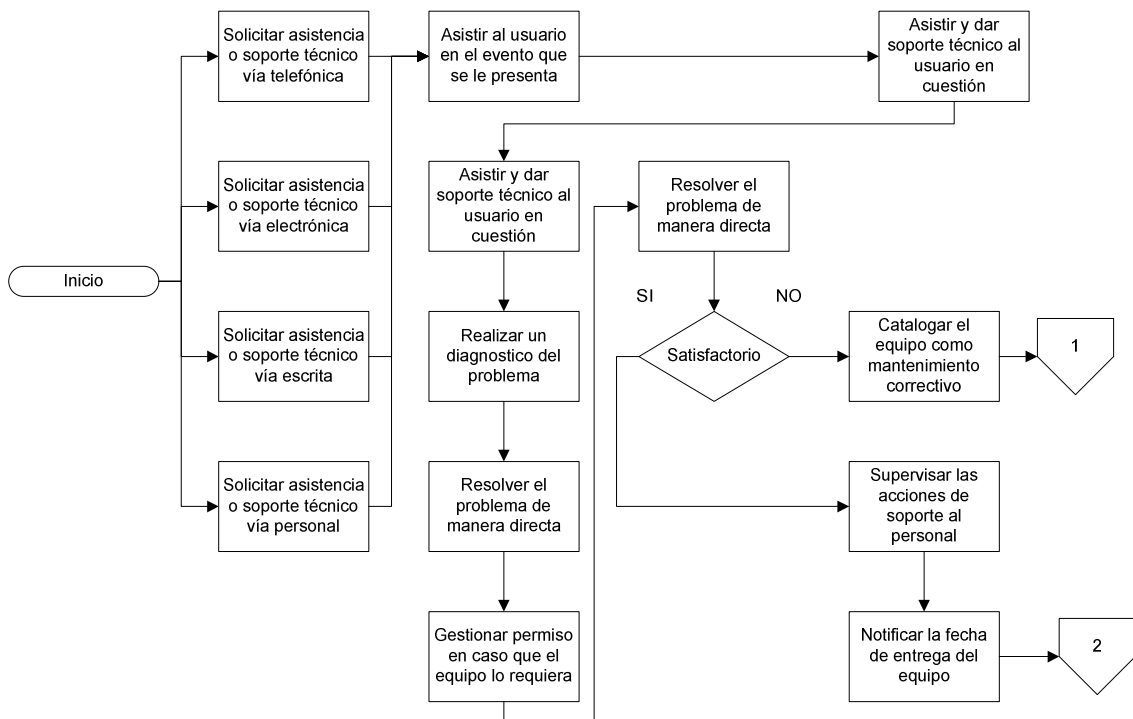 Solicitar asistencia
o soporte técnico
vía telefónica
Asistir al usuario
en el evento que
se le presenta
Asistir y dar
soporte técnico al
usuario en
cuestión
Solicitar asistencia
o soporte técnico
vía electrónica
Asistir y dar
soporte técnico al
usuario en
cuestión
Resolver el
problema de
manera directa
Inicio
SI
NO
Solicitar asistencia
o soporte técnico
vía escrita
Realizar un
diagnostico del
problema
Satisfactorio
Catalogar el
equipo como
mantenimiento
correctivo
1
Solicitar asistencia
o soporte técnico
vía personal
Resolver el
problema de
manera directa
Supervisar las
acciones de
soporte al
personal
Gestionar permiso
en caso que el
equipo lo requiera
Notificar la fecha
de entrega del
equipo
2